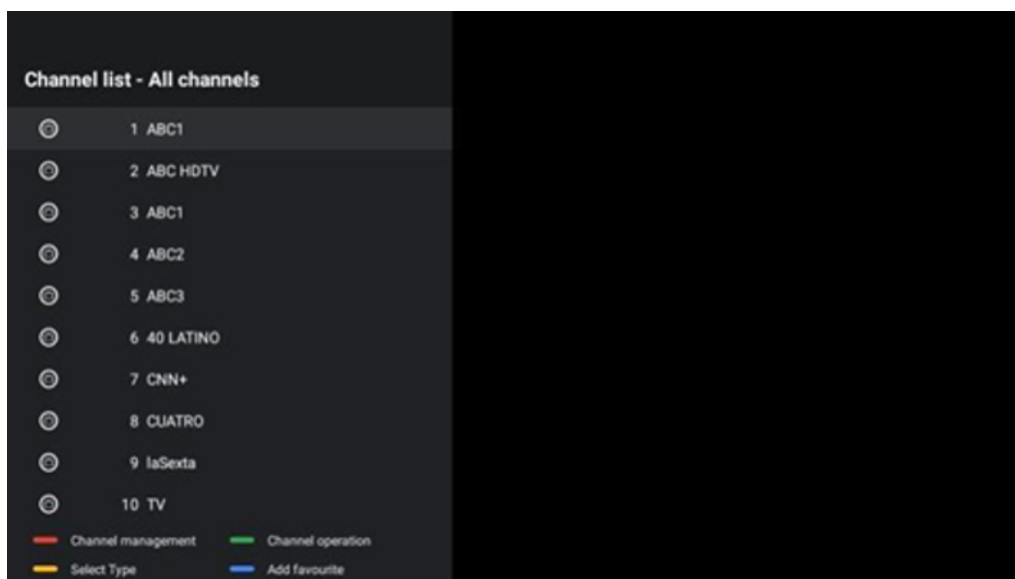 Channel list - All channels
1 ABC1
2 ABC HDTV
3 ABC1
4 ABC2
5 ABC3
6 40 LATINO
7 CNN+
8 CUATRO
9 laSexta
10 TV
Channel management Channel operation
Select Type Add favourite